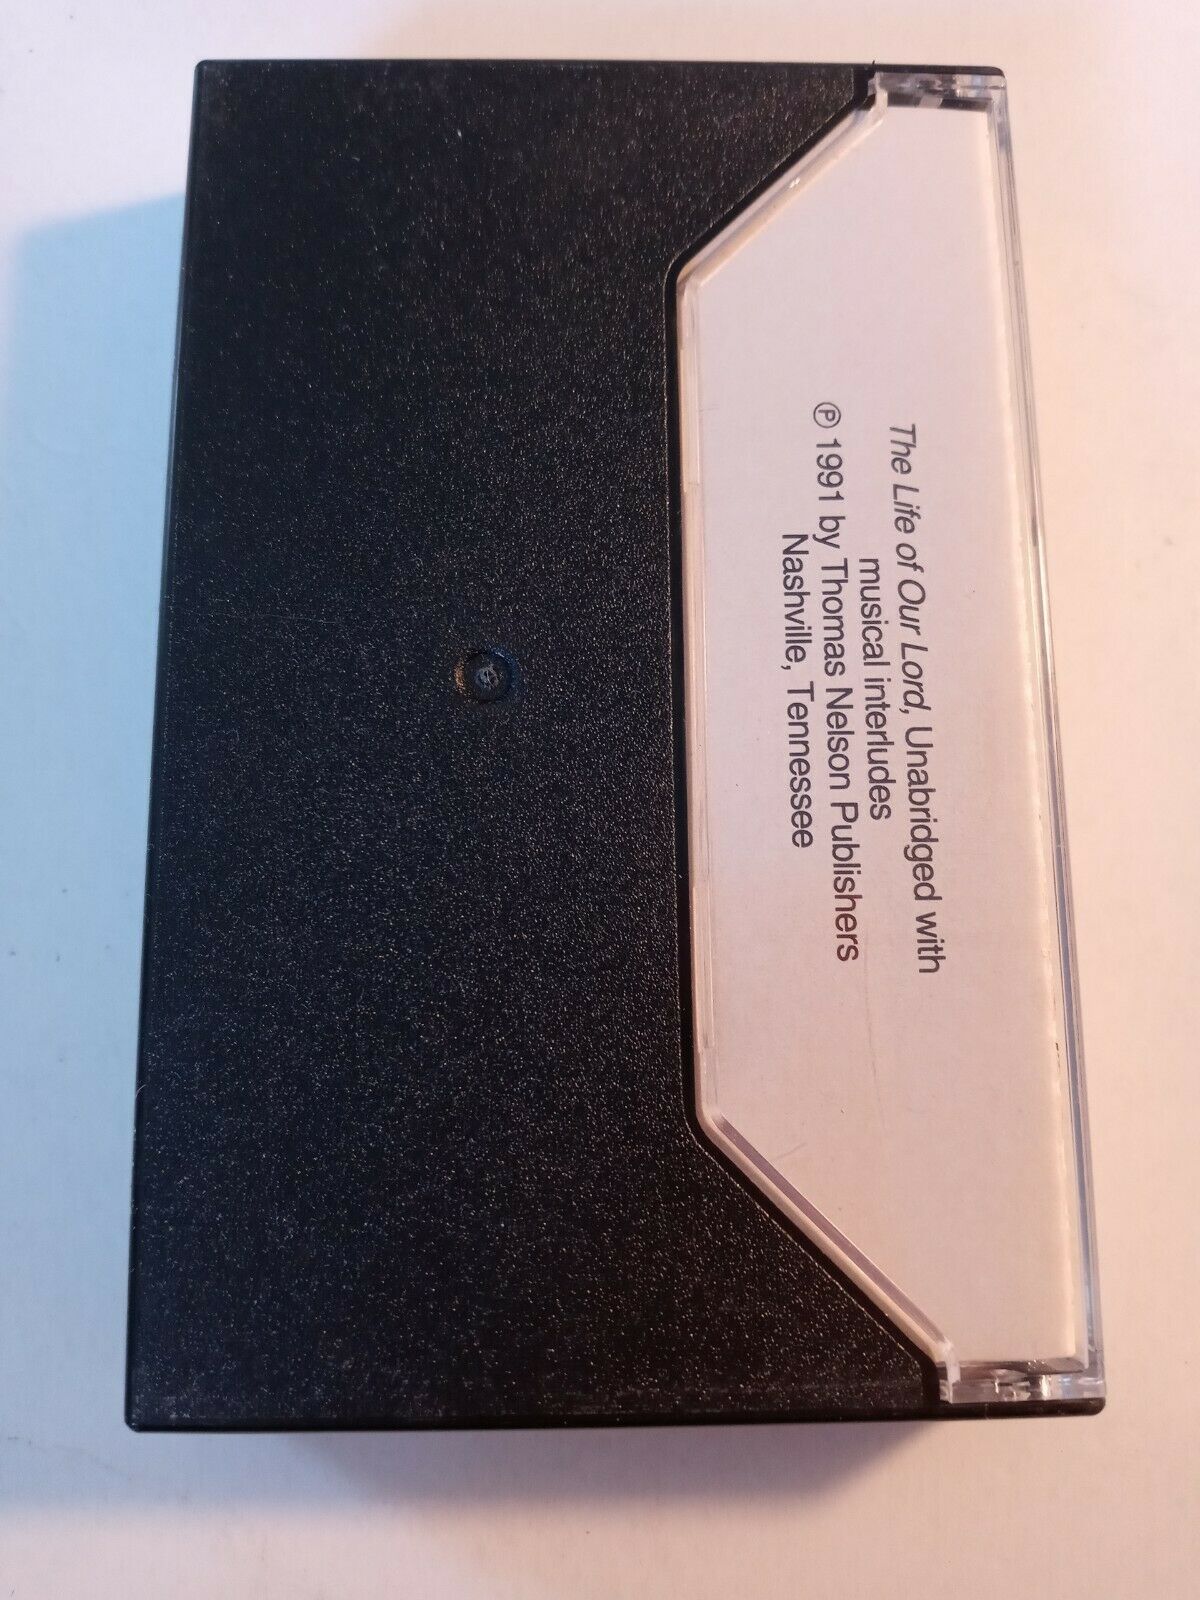 The Life of Our Lord, Unabridged with
musical interludes
℗ 1991 by Thomas Nelson Publishers
Nashville, Tennessee